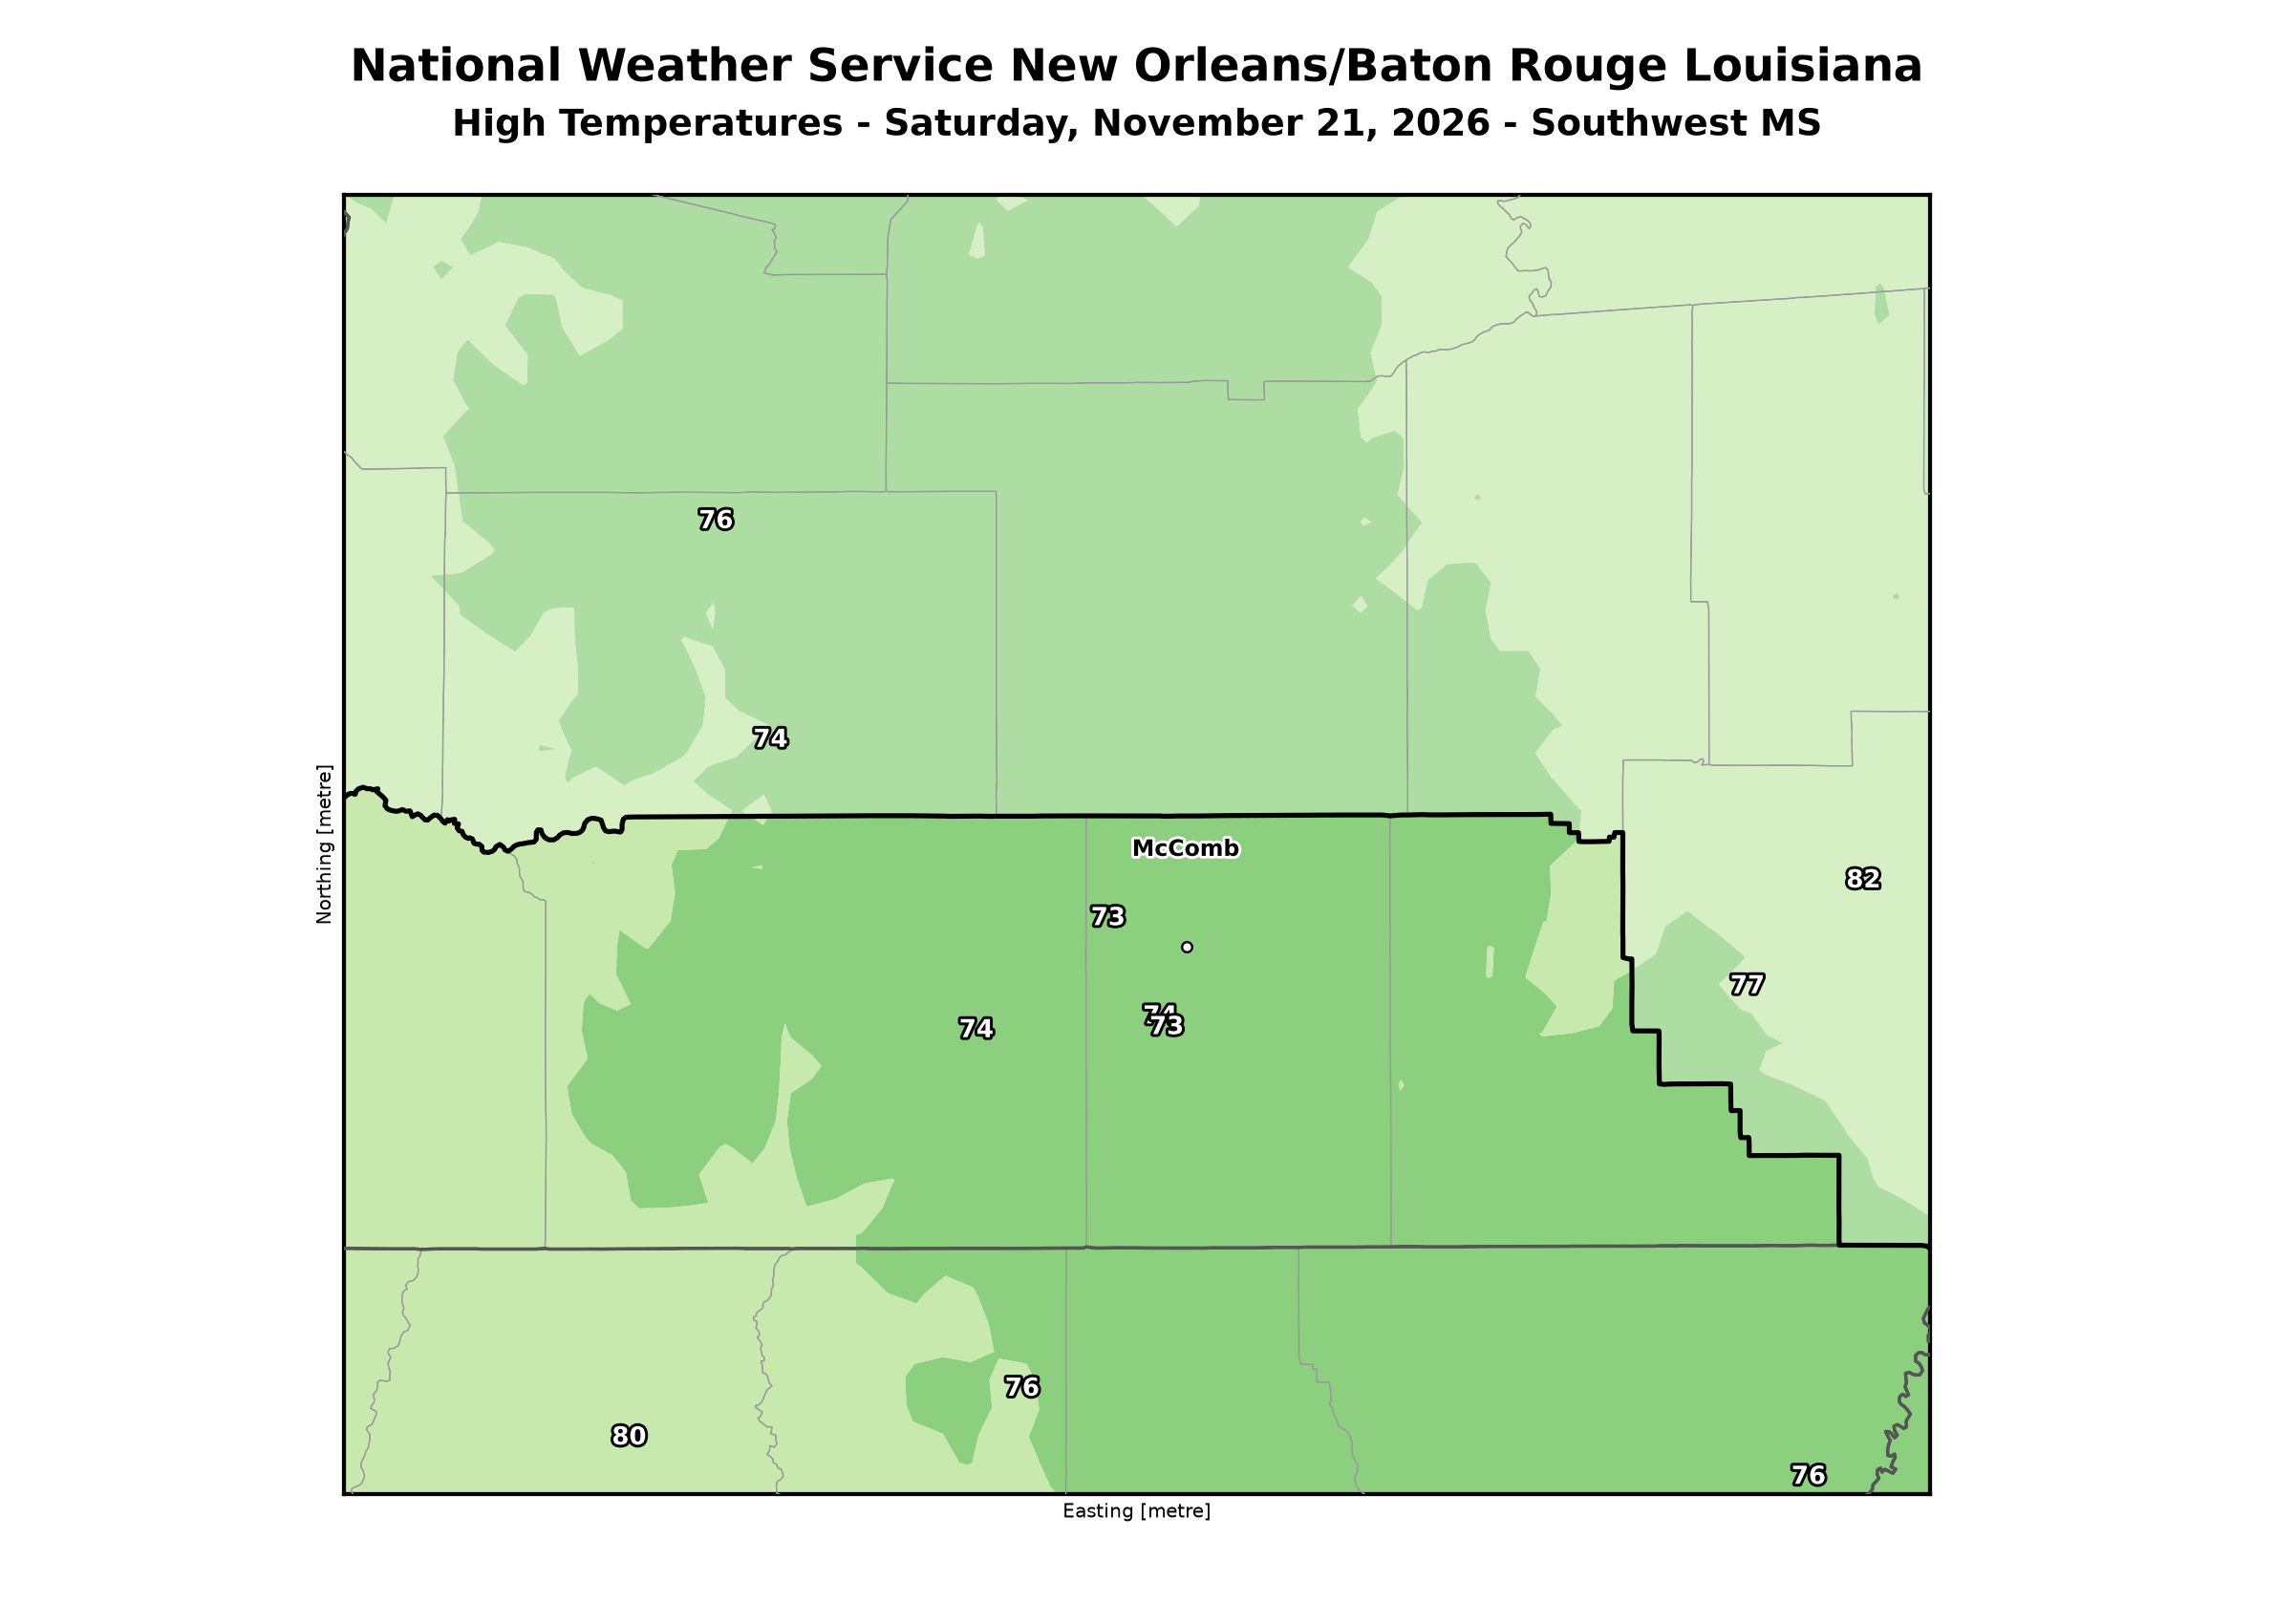 National Weather Service New Orleans/Baton Rouge Louisiana
High Temperatures - Saturday, November 21, 2026 - Southwest MS
76
74
McComb
82
73
77
74
74
73
76
80
76
Northing [metre]
Easting [metre]